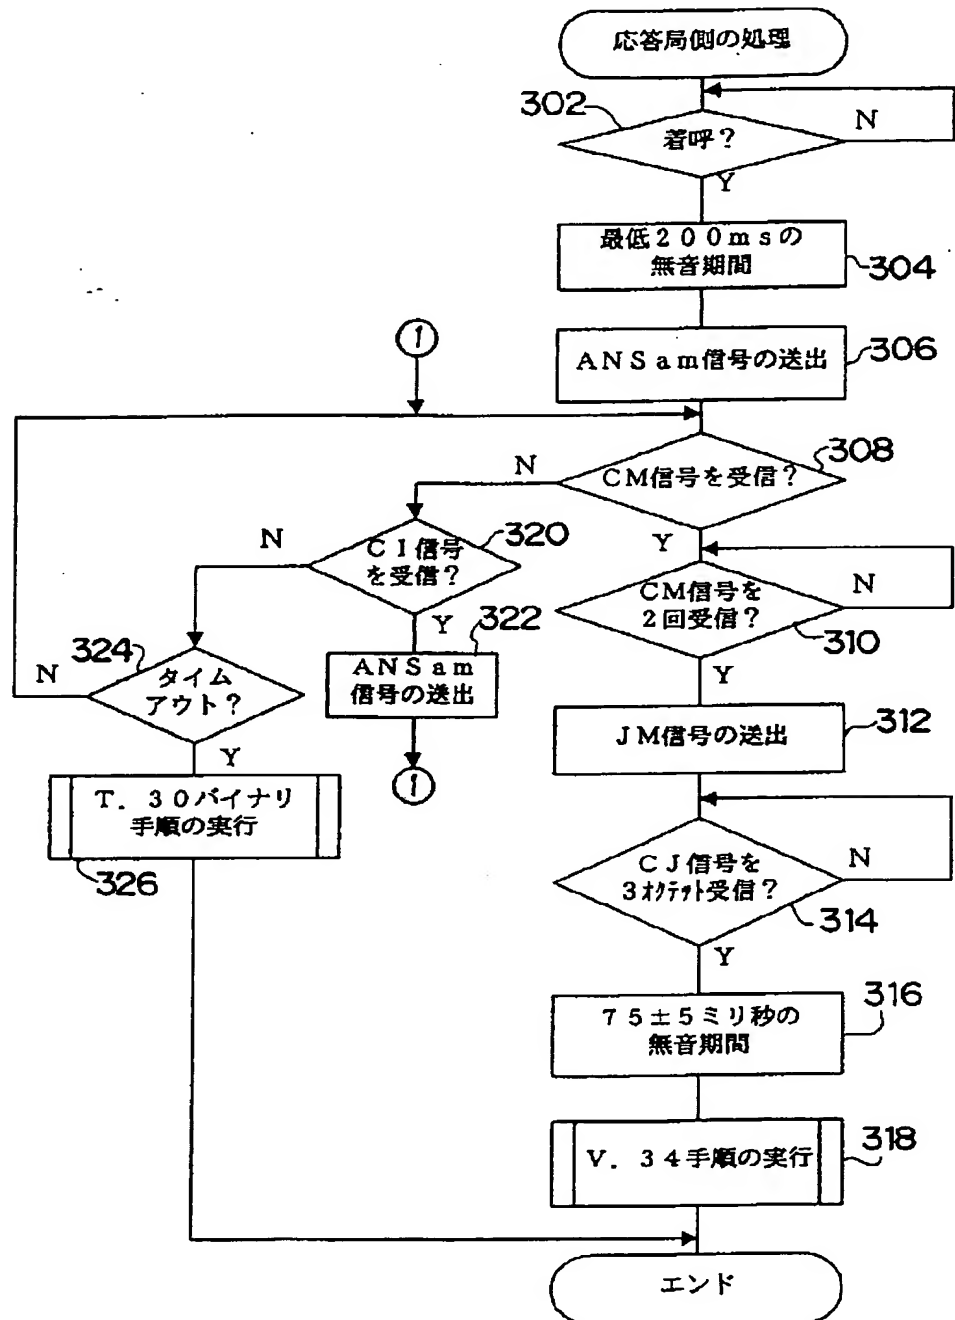 応答局側の処理
302
着呼？
N
Y
最低２００ｍｓの
無音期間
304
ＡＮＳａｍ信号の送出
306
①
CM信号を受信？
308
N
Y
ＣＩ信号
を受信？
320
N
Y
CM信号を
２回受信？
310
N
Y
322
ＡＮＳａｍ
信号の送出
①
324
タイム
アウト？
N
Y
ＪＭ信号の送出
312
Ｔ．３０バイナリ
手順の実行
326
ＣＪ信号を
３ｵｸﾃｯﾄ受信？
314
N
Y
７５±５ミリ秒の
無音期間
316
Ｖ．３４手順の実行
318
エンド